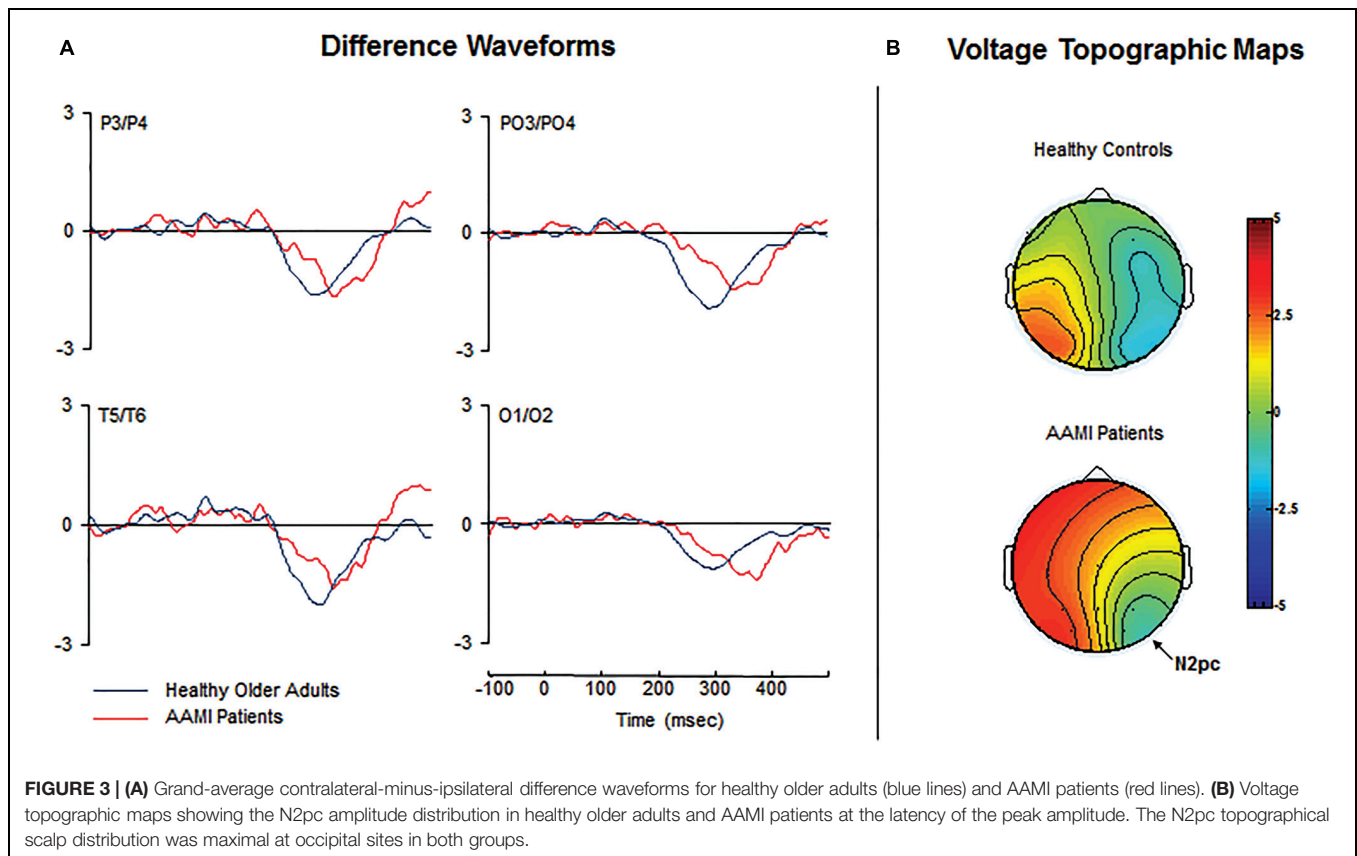 A
Difference Waveforms
B
Voltage Topographic Maps
3
P3/P4
0
-3
3
PO3/PO4
0
-3
3
T5/T6
0
-3
3
O1/O2
0
-3
Healthy Older Adults
AAMI Patients
-100 0 100 200 300 400
Time (msec)
Healthy Controls
AAMI Patients
N2pc
5
2.5
0
-2.5
-5
FIGURE 3 | (A) Grand-average contralateral-minus-ipsilateral difference waveforms for healthy older adults (blue lines) and AAMI patients (red lines). (B) Voltage
topographic maps showing the N2pc amplitude distribution in healthy older adults and AAMI patients at the latency of the peak amplitude. The N2pc topographical
scalp distribution was maximal at occipital sites in both groups.